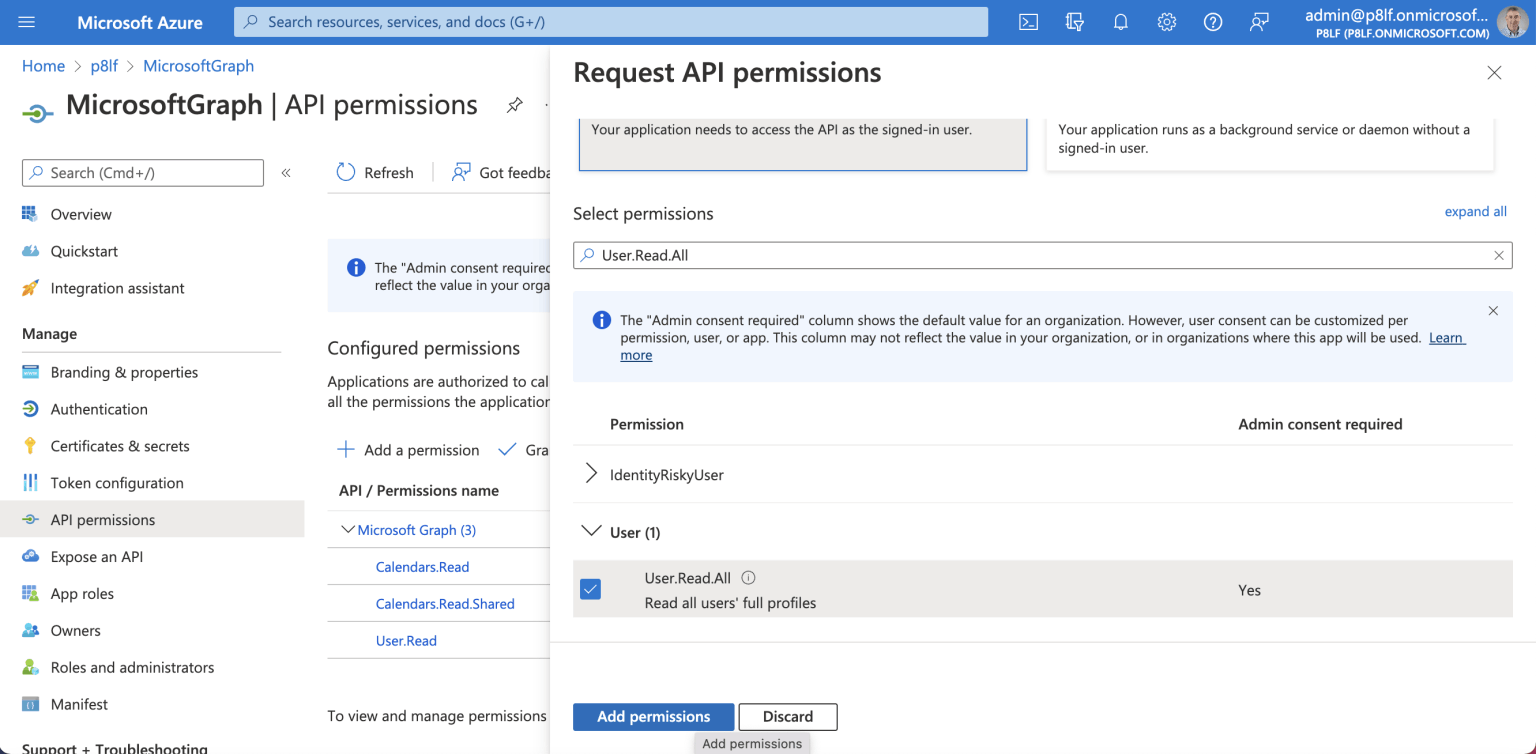 Microsoft Azure
Search resources, services, and docs (G+/)
admin@p8lf.onmicrosof...
P8LF (P8LF.ONMICROSOFT.COM)
Home > p8lf > MicrosoftGraph
MicrosoftGraph | API permissions
Search (Cmd+/)
«
Overview
Quickstart
Integration assistant
Manage
Branding & properties
Authentication
Certificates & secrets
Token configuration
API permissions
Expose an API
App roles
Owners
Roles and administrators
Manifest
Support + Troubleshooting
Refresh
Got feedba
The "Admin consent required
reflect the value in your orga
Configured permissions
Applications are authorized to cal
all the permissions the application
Add a permission
Gra
API / Permissions name
Microsoft Graph (3)
Calendars.Read
Calendars.Read.Shared
User.Read
To view and manage permissions
Request API permissions
Your application needs to access the API as the signed-in user.
Your application runs as a background service or daemon without a
signed-in user.
Select permissions
expand all
User.Read.All
The "Admin consent required" column shows the default value for an organization. However, user consent can be customized per
permission, user, or app. This column may not reflect the value in your organization, or in organizations where this app will be used. Learn
more
Permission
Admin consent required
IdentityRiskyUser
User (1)
User.Read.All
Read all users' full profiles
Yes
Add permissions
Discard
Add permissions